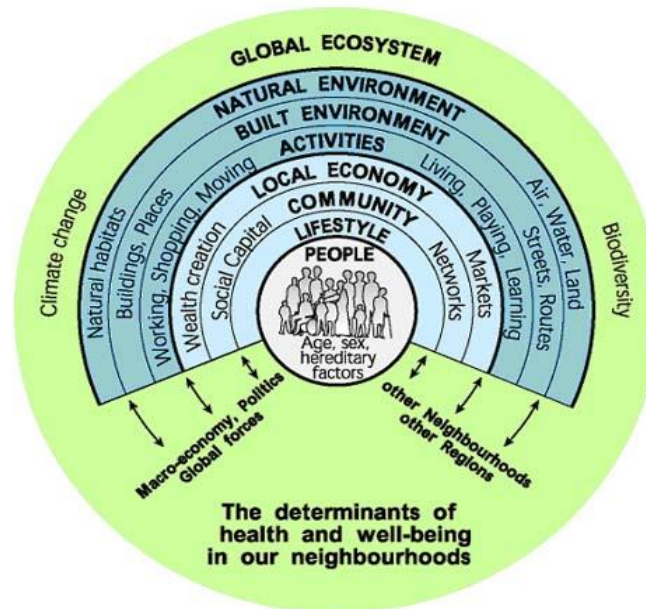 GLOBAL ECOSYSTEM
NATURAL ENVIRONMENT
BUILT ENVIRONMENT
ACTIVITIES
LOCAL ECONOMY
COMMUNITY
LIFESTYLE
PEOPLE
Age, sex,
hereditary
factors
Climate change
Natural habitats
Buildings, Places
Working, Shopping, Moving
Wealth creation
Social Capital
Networks
Markets
Living, Playing, Learning
Streets, Routes
Air, Water, Land
Biodiversity
Macro-economy, Politics
Global forces
other Neighbourhoods
other Regions
The determinants of
health and well-being
in our neighbourhoods